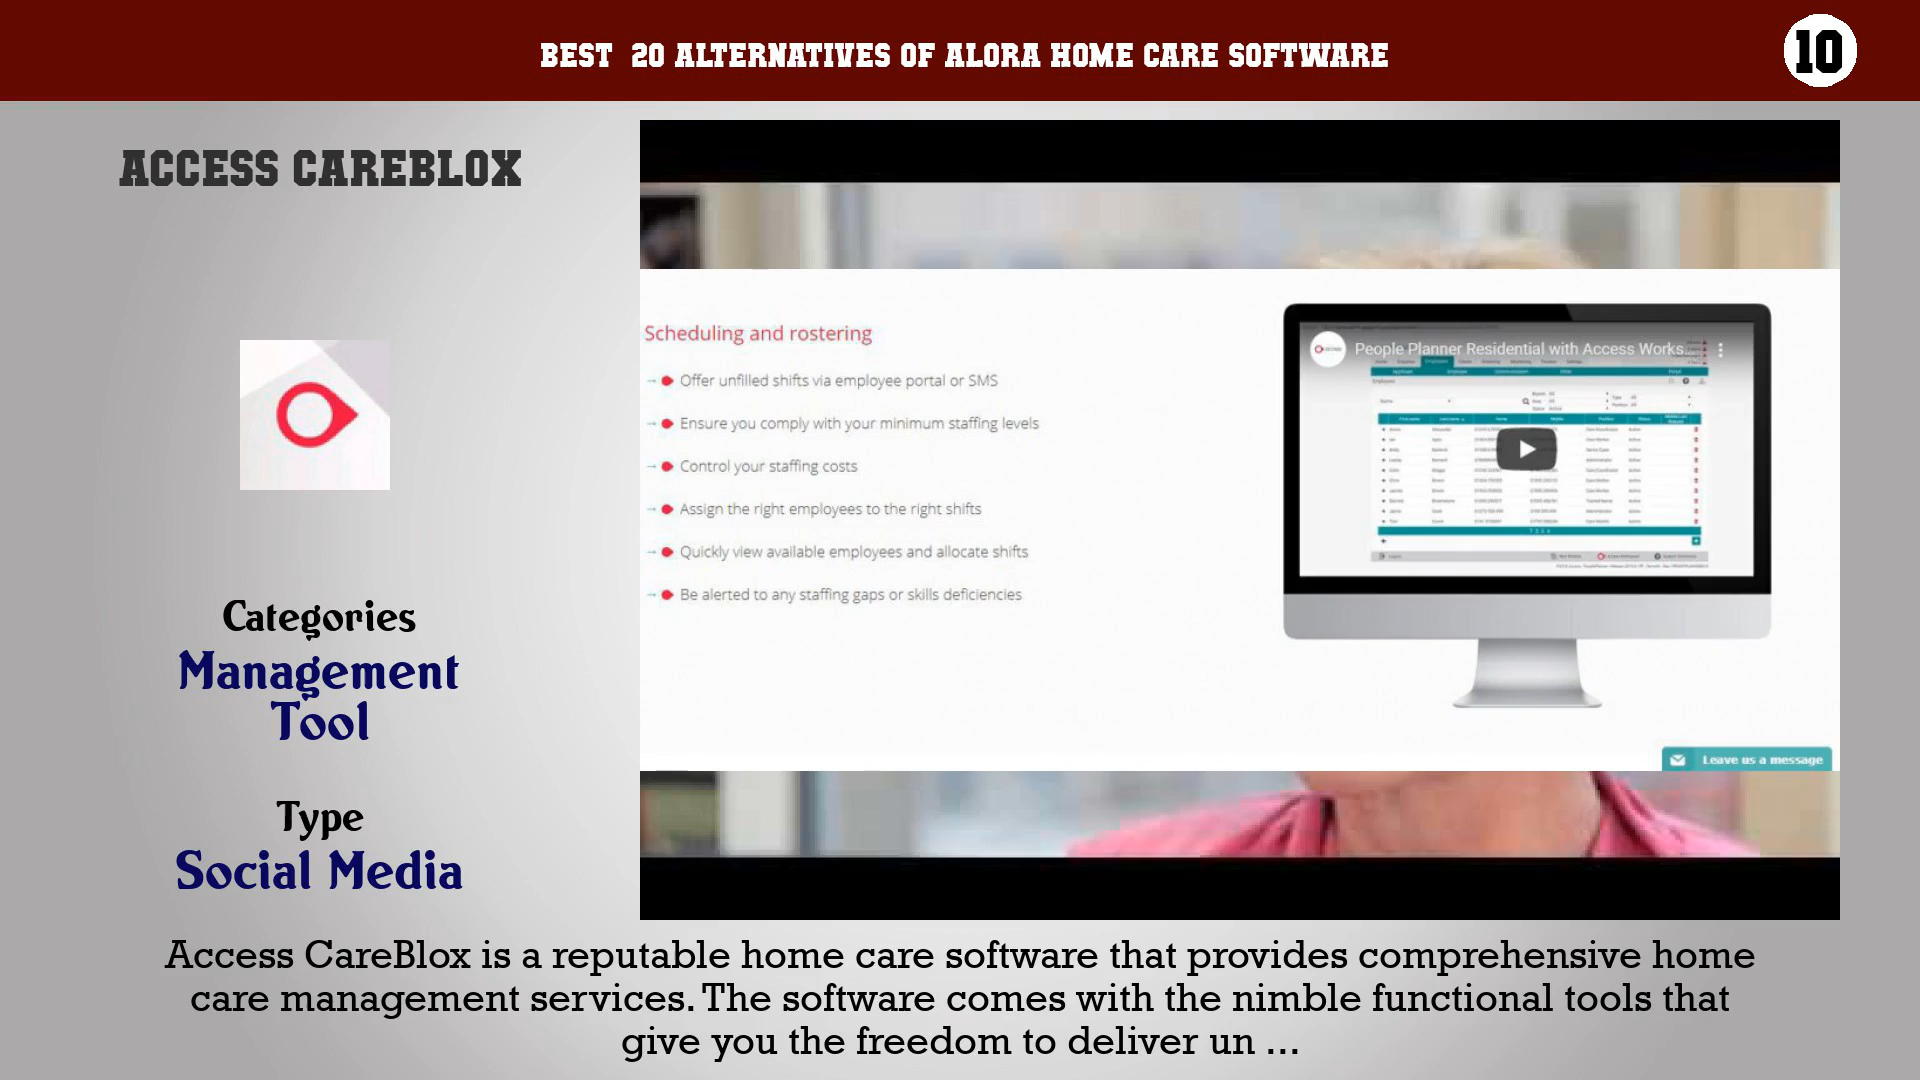 BEST 20 ALTERNATIVES OF ALORA HOME CARE SOFTWARE
10
ACCESS CAREBLOX
Categories
Management
Tool
Type
Social Media
Scheduling and rostering
Offer unfilled shifts via employee portal or SMS
Ensure you comply with your minimum staffing levels
Control your staffing costs
Assign the right employees to the right shifts
Quickly view available employees and allocate shifts
Be alerted to any staffing gaps or skills deficiencies
People Planner Residential with Access Works...
Leave us a message
Access CareBlox is a reputable home care software that provides comprehensive home
care management services. The software comes with the nimble functional tools that
give you the freedom to deliver un ...